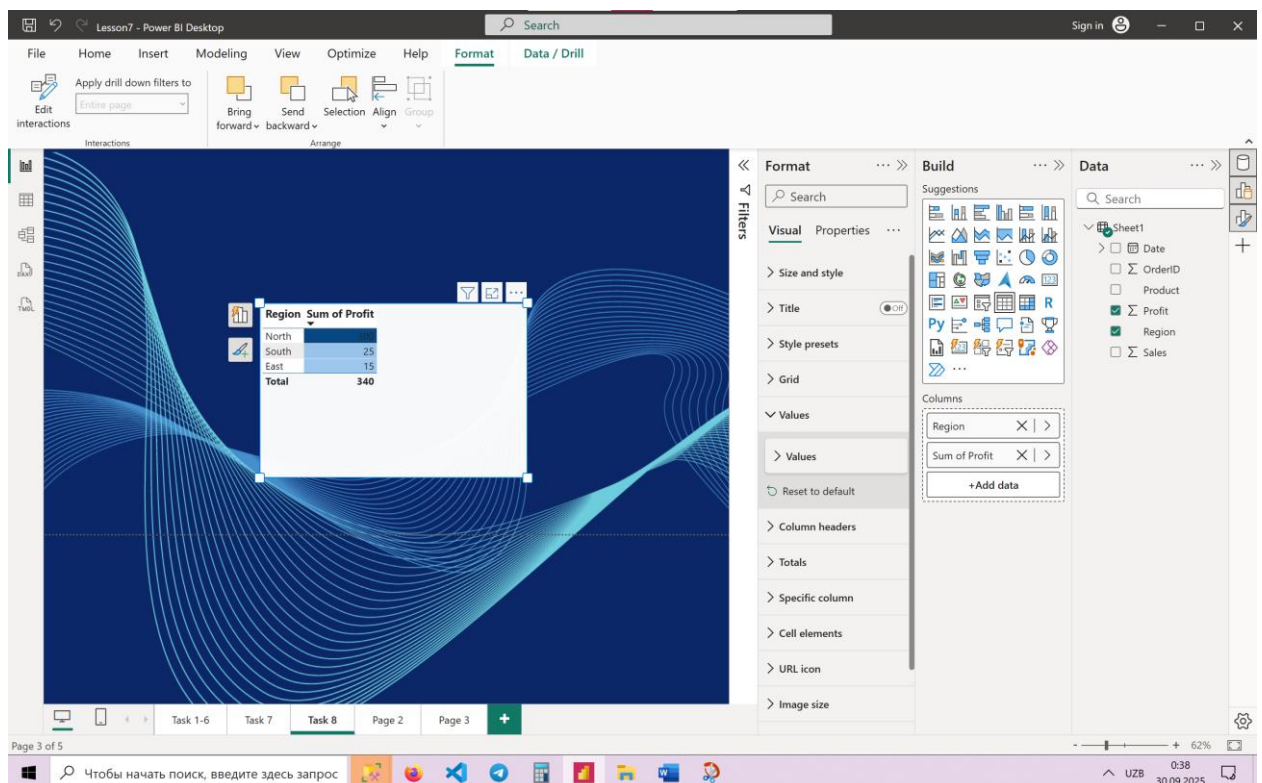 Lesson7 - Power BI Desktop
Search
Sign in
File Home Insert Modeling View Optimize Help Format Data / Drill
Edit interactions
Apply drill down filters to
Entire page
Bring forward
Send backward
Selection
Align
Group
Interactions
Arrange
Filters
Region Sum of Profit
North
South 25
East 15
Total 340
Format
Search
Visual Properties
Size and style
Title
Off
Style presets
Grid
Values
Values
Reset to default
Column headers
Totals
Specific column
Cell elements
URL icon
Image size
Build
Suggestions
123
R
Py
Columns
Region
Sum of Profit
+Add data
Data
Search
Sheet1
Date
OrderID
Product
Profit
Region
Sales
TMDL
Task 1-6 Task 7 Task 8 Page 2 Page 3
Page 3 of 5
62%
Чтобы начать поиск, введите здесь запрос
UZB
0:38
30.09.2025